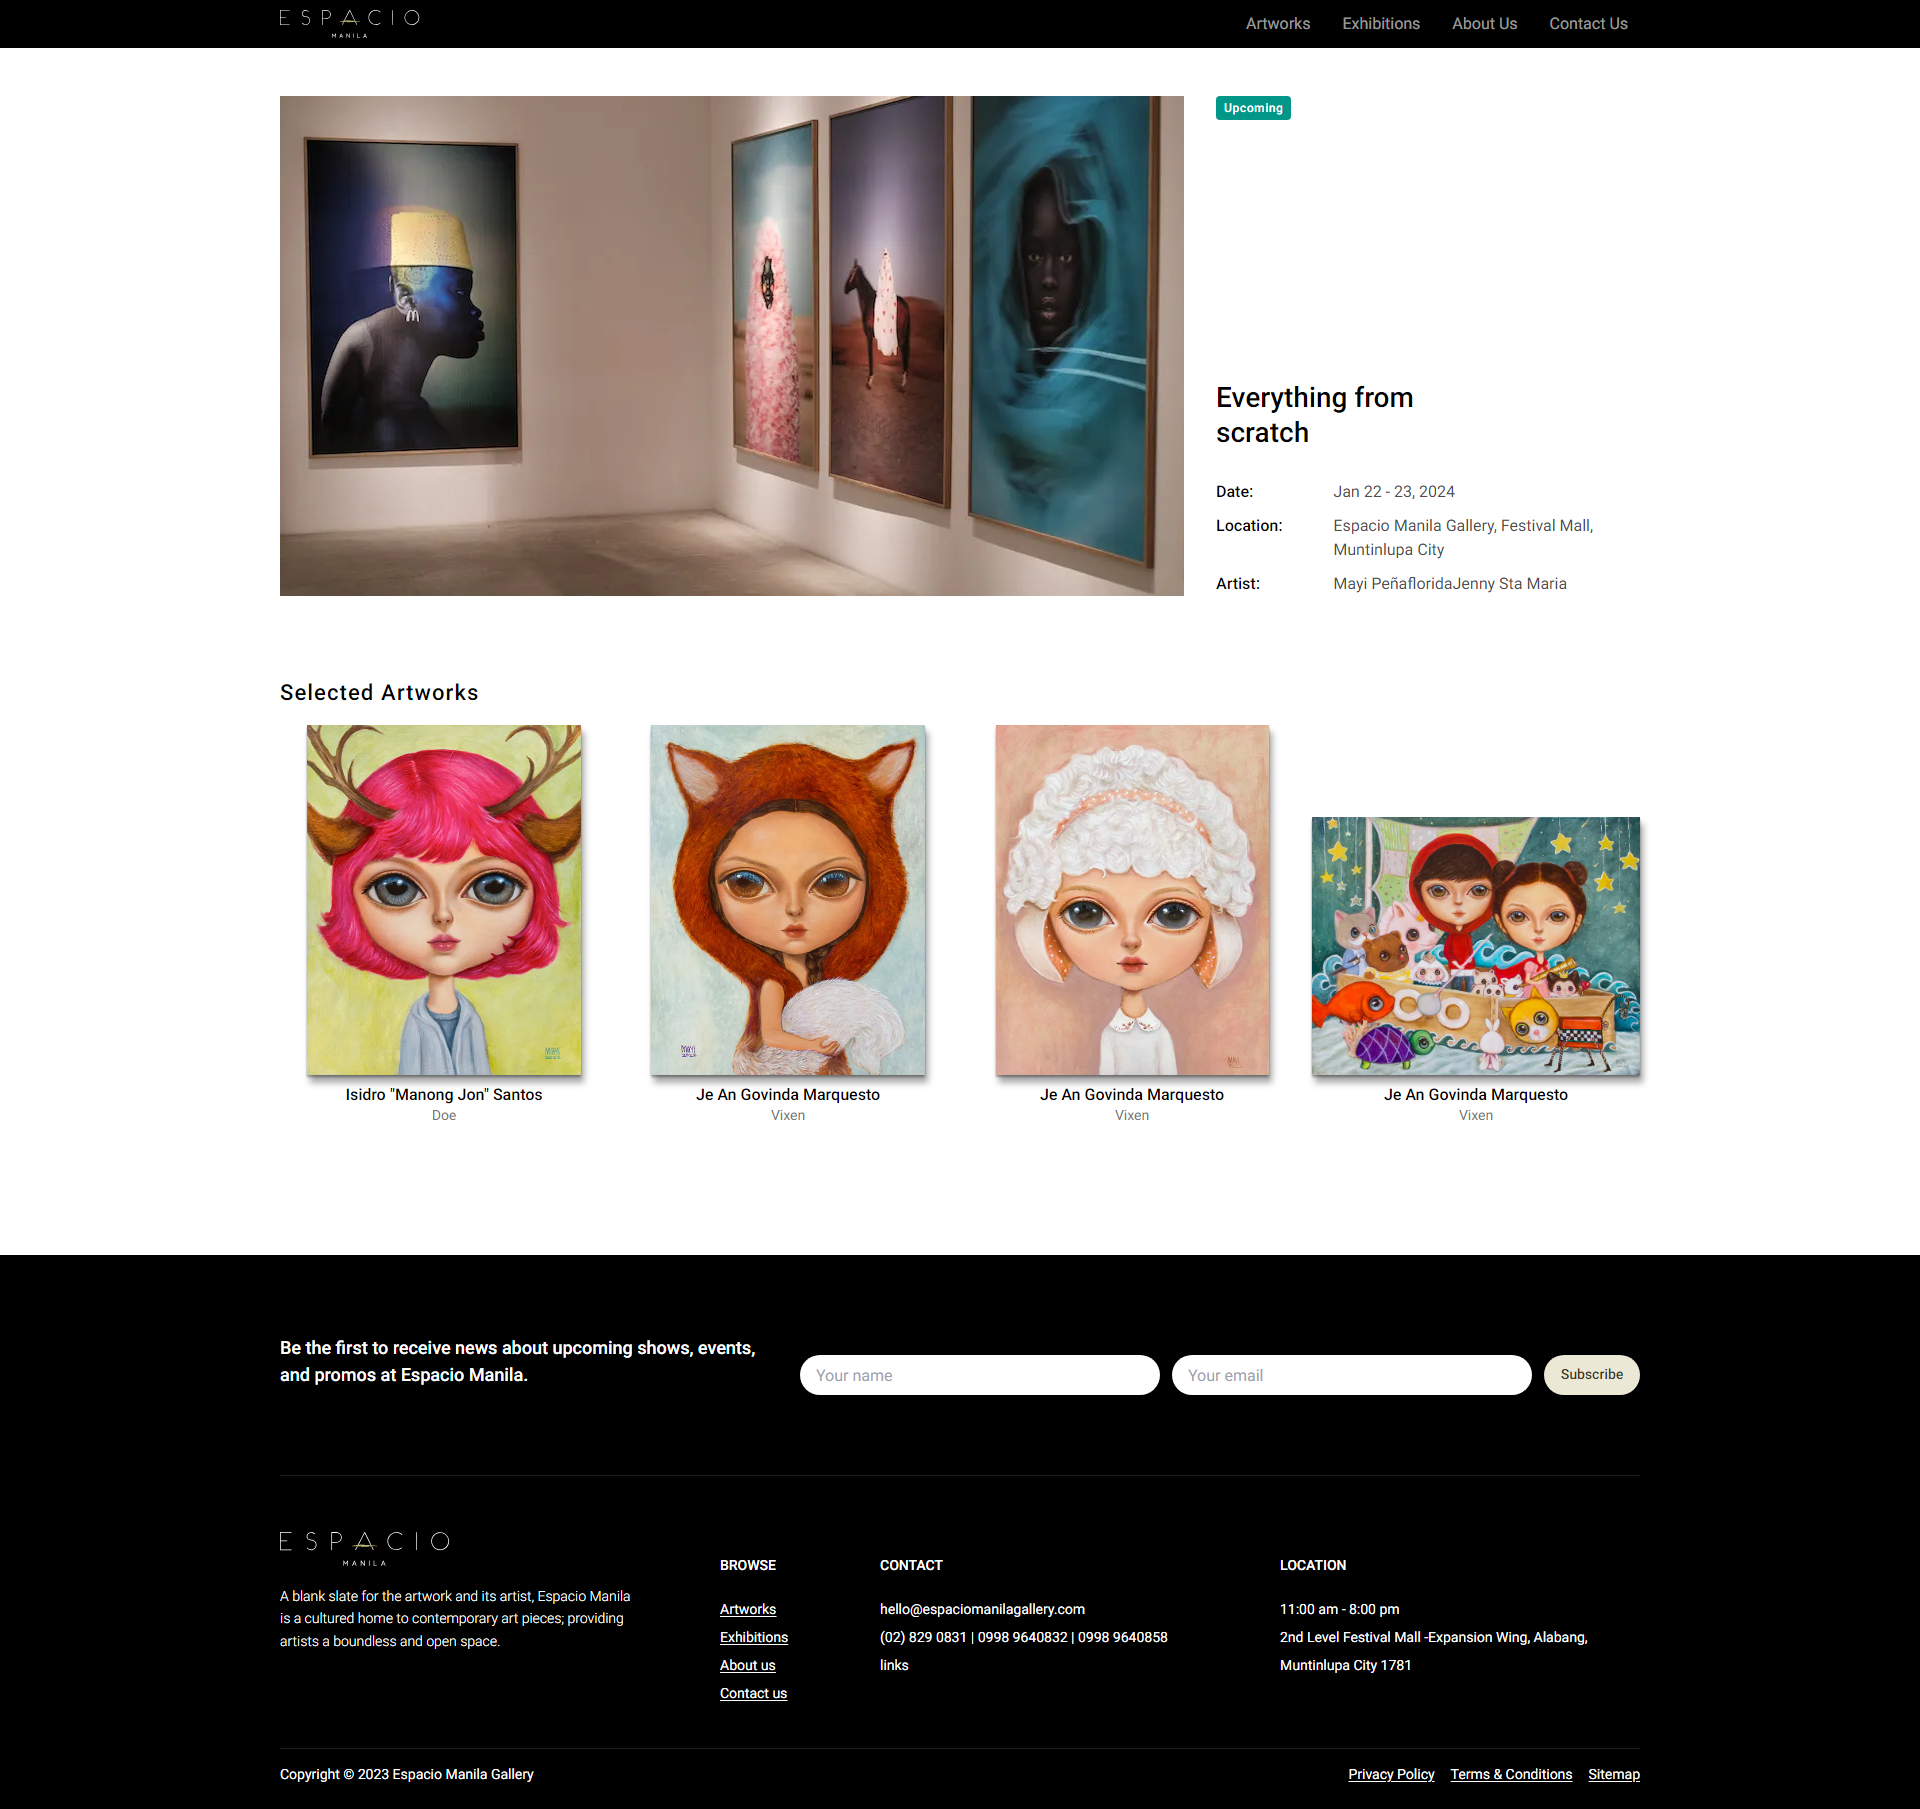 ESPACIO
MANILA
Artworks
Exhibitions
About Us
Contact Us
Upcoming
Everything from
scratch
Date:
Jan 22 - 23, 2024
Location:
Espacio Manila Gallery, Festival Mall,
Muntinlupa City
Artist:
Mayi PeñafloridaJenny Sta Maria
Selected Artworks
Isidro "Manong Jon" Santos
Doe
Je An Govinda Marquesto
Vixen
Je An Govinda Marquesto
Vixen
Je An Govinda Marquesto
Vixen
Be the first to receive news about upcoming shows, events,
and promos at Espacio Manila.
Your name
Your email
Subscribe
ESPACIO
MANILA
A blank slate for the artwork and its artist, Espacio Manila
is a cultured home to contemporary art pieces; providing
artists a boundless and open space.
BROWSE
Artworks
Exhibitions
About us
Contact us
CONTACT
hello@espaciomanilagallery.com
(02) 829 0831 | 0998 9640832 | 0998 9640858
links
LOCATION
11:00 am - 8:00 pm
2nd Level Festival Mall -Expansion Wing, Alabang,
Muntinlupa City 1781
Copyright © 2023 Espacio Manila Gallery
Privacy Policy
Terms & Conditions
Sitemap